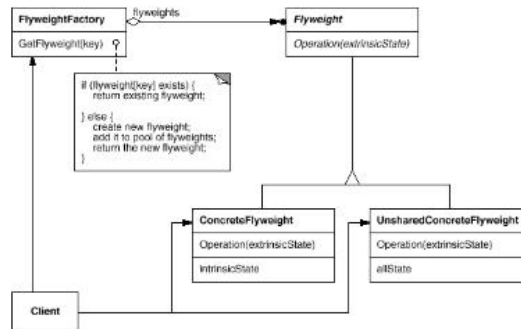 FlyweightFactory
flyweights
Flyweight
GetFlyweight(key)
Operation(extrinsicState)
if (flyweight[key] exists) {
return existing flyweight;
} else {
create new flyweight;
add it to pool of flyweights;
return the new flyweight;
}
ConcreteFlyweight
UnsharedConcreteFlyweight
Operation(extrinsicState)
Operation(extrinsicState)
intrinsicState
allState
Client